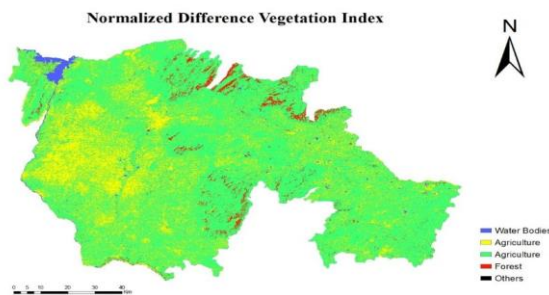 Normalized Difference Vegetation Index
N
Water Bodies
Agriculture
Agriculture
Forest
Others
0 5 10 20 30 40